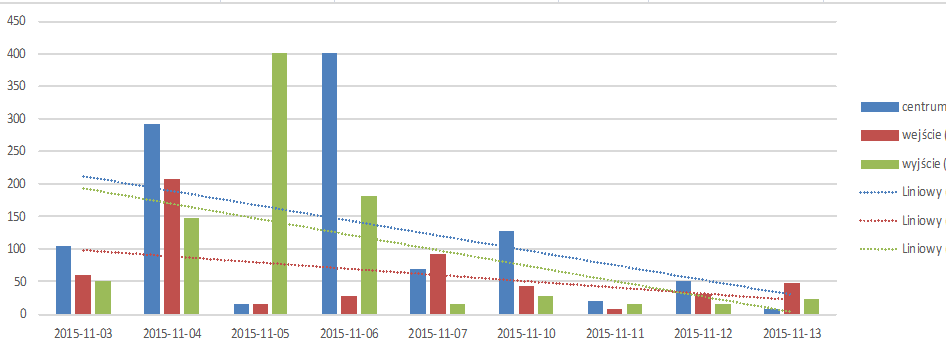 450
400
350
300
250
200
150
100
50
0
2015-11-03 2015-11-04 2015-11-05 2015-11-06 2015-11-07 2015-11-10 2015-11-11 2015-11-12 2015-11-13
centrum
wejście (
wyjście (
Liniowy (
Liniowy (
Liniowy (